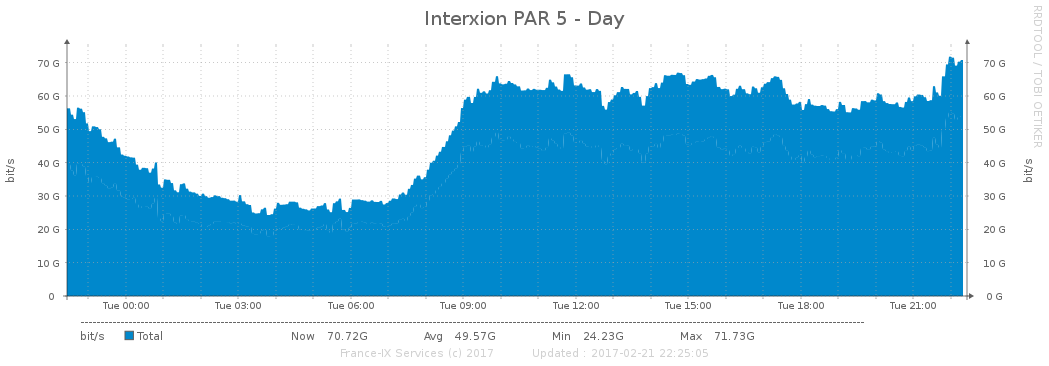 Interxion PAR 5 - Day
RRDTOOL / TOBI OETIKER
bit/s
70 G 70 G
60 G 60 G
50 G 50 G
40 G 40 G
30 G 30 G
20 G 20 G
10 G 10 G
0 0 G
bit/s
Tue 00:00 Tue 03:00 Tue 06:00 Tue 09:00 Tue 12:00 Tue 15:00 Tue 18:00 Tue 21:00
bit/s Total Now 70.72G Avg 49.57G Min 24.23G Max 71.73G
France-IX Services (c) 2017 Updated : 2017-02-21 22:25:05